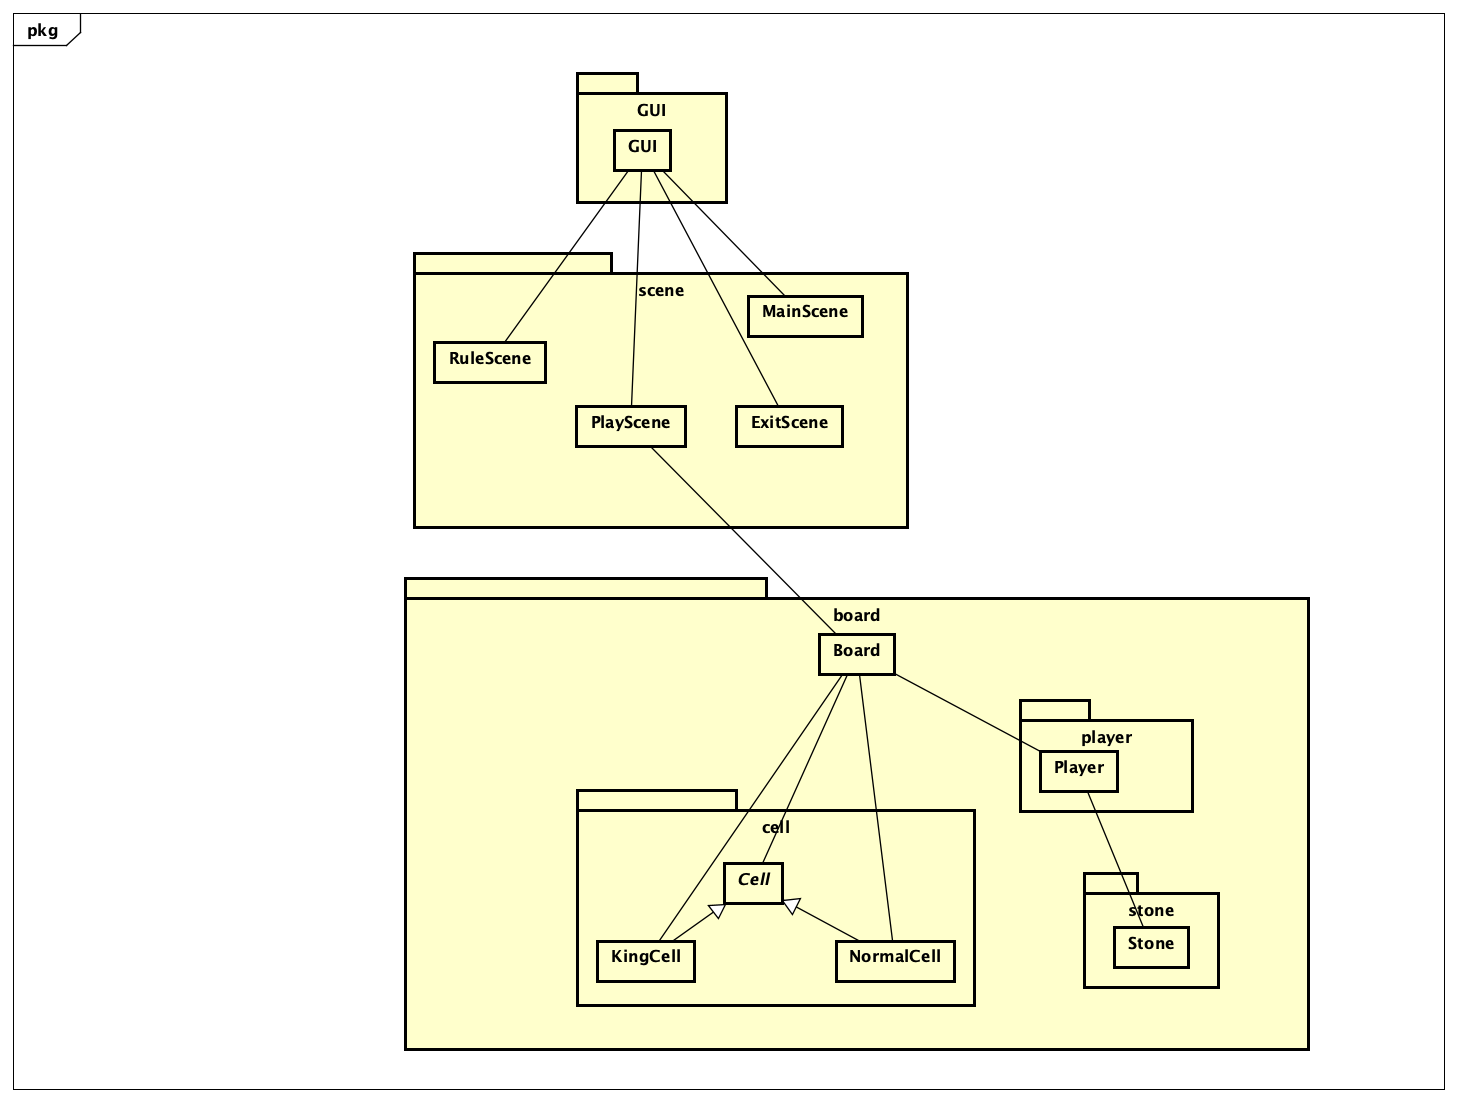 pkg
GUI
GUI
scene
MainScene
RuleScene
PlayScene
ExitScene
board
Board
player
Player
cell
Cell
stone
Stone
KingCell
NormalCell